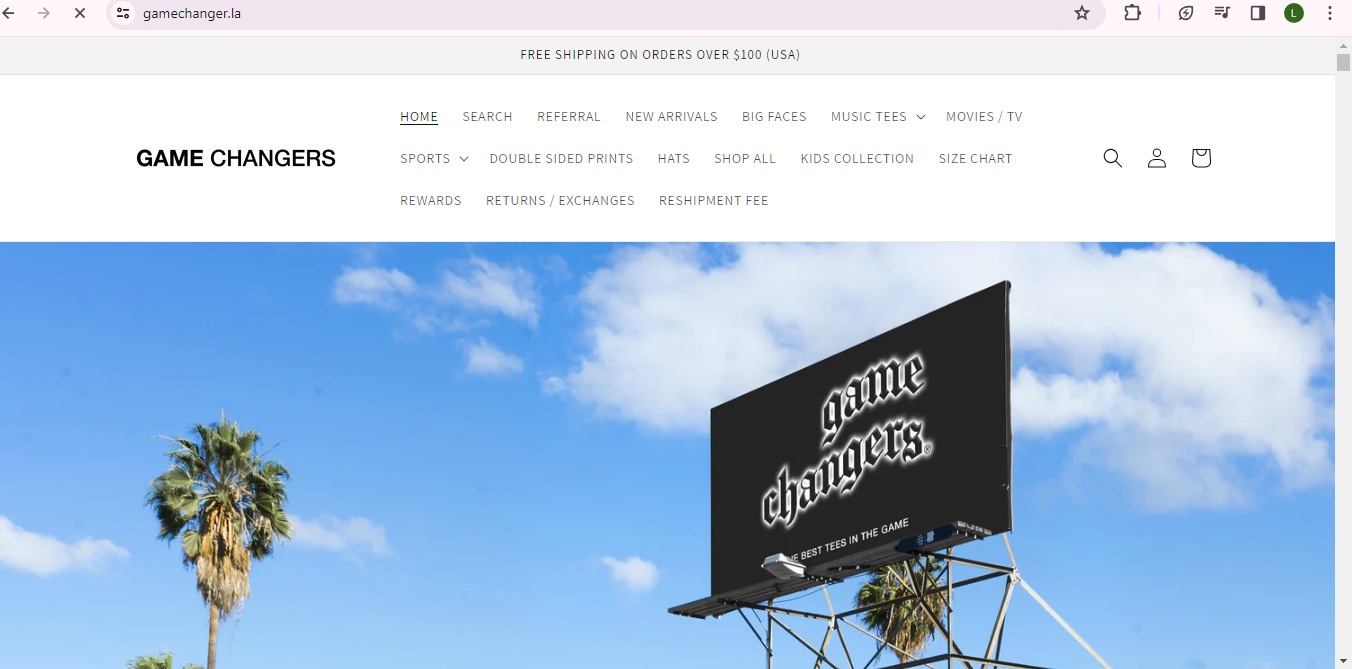 gamechanger.la
L
FREE SHIPPING ON ORDERS OVER $100 (USA)
HOME SEARCH REFERRAL NEW ARRIVALS BIG FACES MUSIC TEES MOVIES / TV
GAME CHANGERS
SPORTS DOUBLE SIDED PRINTS HATS SHOP ALL KIDS COLLECTION SIZE CHART
REWARDS RETURNS / EXCHANGES RESHIPMENT FEE
game
changers®
BEST TEES IN THE GAME